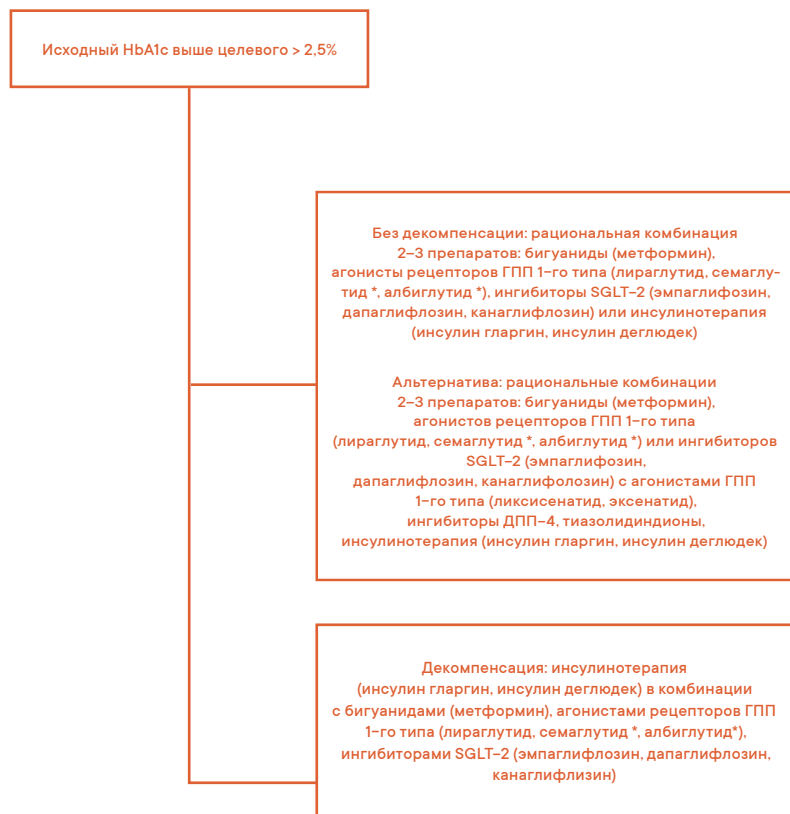 Исходный HbA1c выше целевого > 2,5%
Без декомпенсации: рациональная комбинация
2–3 препаратов: бигуаниды (метформин),
агонисты рецепторов ГПП 1–го типа (лираглутид, семаглу-
тид *, албиглутид *), ингибиторы SGLT–2 (эмпаглифозин,
дапаглифлозин, канаглифлозин) или инсулинотерапия
(инсулин гларгин, инсулин деглюдек)
Альтернатива: рациональные комбинации
2–3 препаратов: бигуаниды (метформин),
агонистов рецепторов ГПП 1–го типа
(лираглутид, семаглутид *, албиглутид *) или ингибиторов
SGLT–2 (эмпаглифозин,
дапаглифлозин, канаглифолозин) с агонистами ГПП
1–го типа (ликсисенатид, эксенатид),
ингибиторы ДПП–4, тиазолидиндионы,
инсулинотерапия (инсулин гларгин, инсулин деглюдек)
Декомпенсация: инсулинотерапия
(инсулин гларгин, инсулин деглюдек) в комбинации
с бигуанидами (метформин), агонистами рецепторов ГПП
1–го типа (лираглутид, семаглутид *, албиглутид*),
ингибиторами SGLT–2 (эмпаглифлозин, дапаглифлозин,
канаглифлизин)